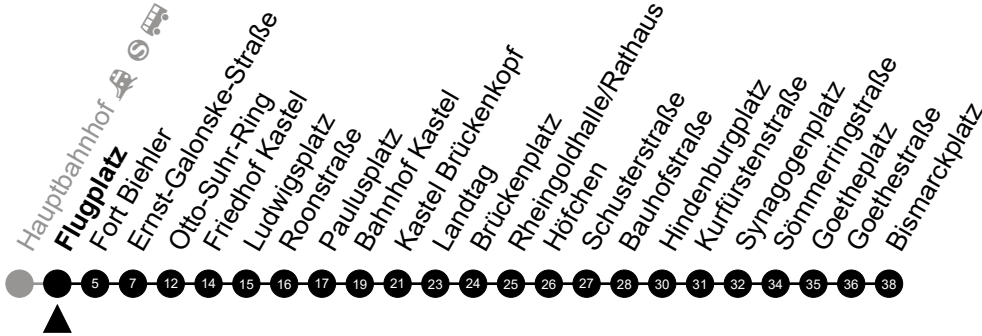 Hauptbahnhof
Flugplatz
Fort Biehler
Ernst-Galonske-Straße
Otto-Suhr-Ring
Friedhof Kastel
Ludwigsplatz
Roonstraße
Paulusplatz
Bahnhof Kastel
Kastel Brückenkopf
Landtag
Brückenplatz
Rheingoldhalle/Rathaus
Höfchen
Schusterstraße
Bauhofstraße
Hindenburgplatz
Kurfürstenstraße
Synagogenplatz
Sömmerringstraße
Goetheplatz
Goethestraße
Bismarckplatz
5 7 12 14 15 16 17 19 21 23 24 25 26 27 28 30 31 32 34 35 36 38